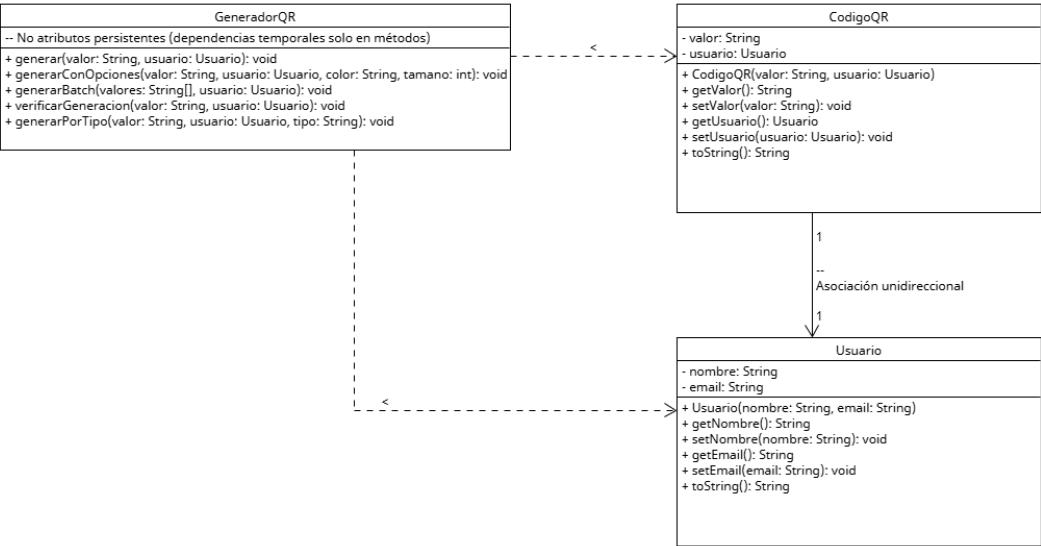 GeneradorQR
-- No atributos persistentes (dependencias temporales solo en métodos)
+ generar(valor: String, usuario: Usuario): void
+ generarConOpciones(valor: String, usuario: Usuario, color: String, tamano: int): void
+ generarBatch(valores: String[], usuario: Usuario): void
+ verificarGeneracion(valor: String, usuario: Usuario): void
+ generarPorTipo(valor: String, usuario: Usuario, tipo: String): void
<
CodigoQR
- valor: String
- usuario: Usuario
+ CodigoQR(valor: String, usuario: Usuario)
+ getValor(): String
+ setValor(valor: String): void
+ getUsuario(): Usuario
+ setUsuario(usuario: Usuario): void
+ toString(): String
1
--
Asociación unidireccional
1
<
Usuario
- nombre: String
- email: String
+ Usuario(nombre: String, email: String)
+ getNombre(): String
+ setNombre(nombre: String): void
+ getEmail(): String
+ setEmail(email: String): void
+ toString(): String